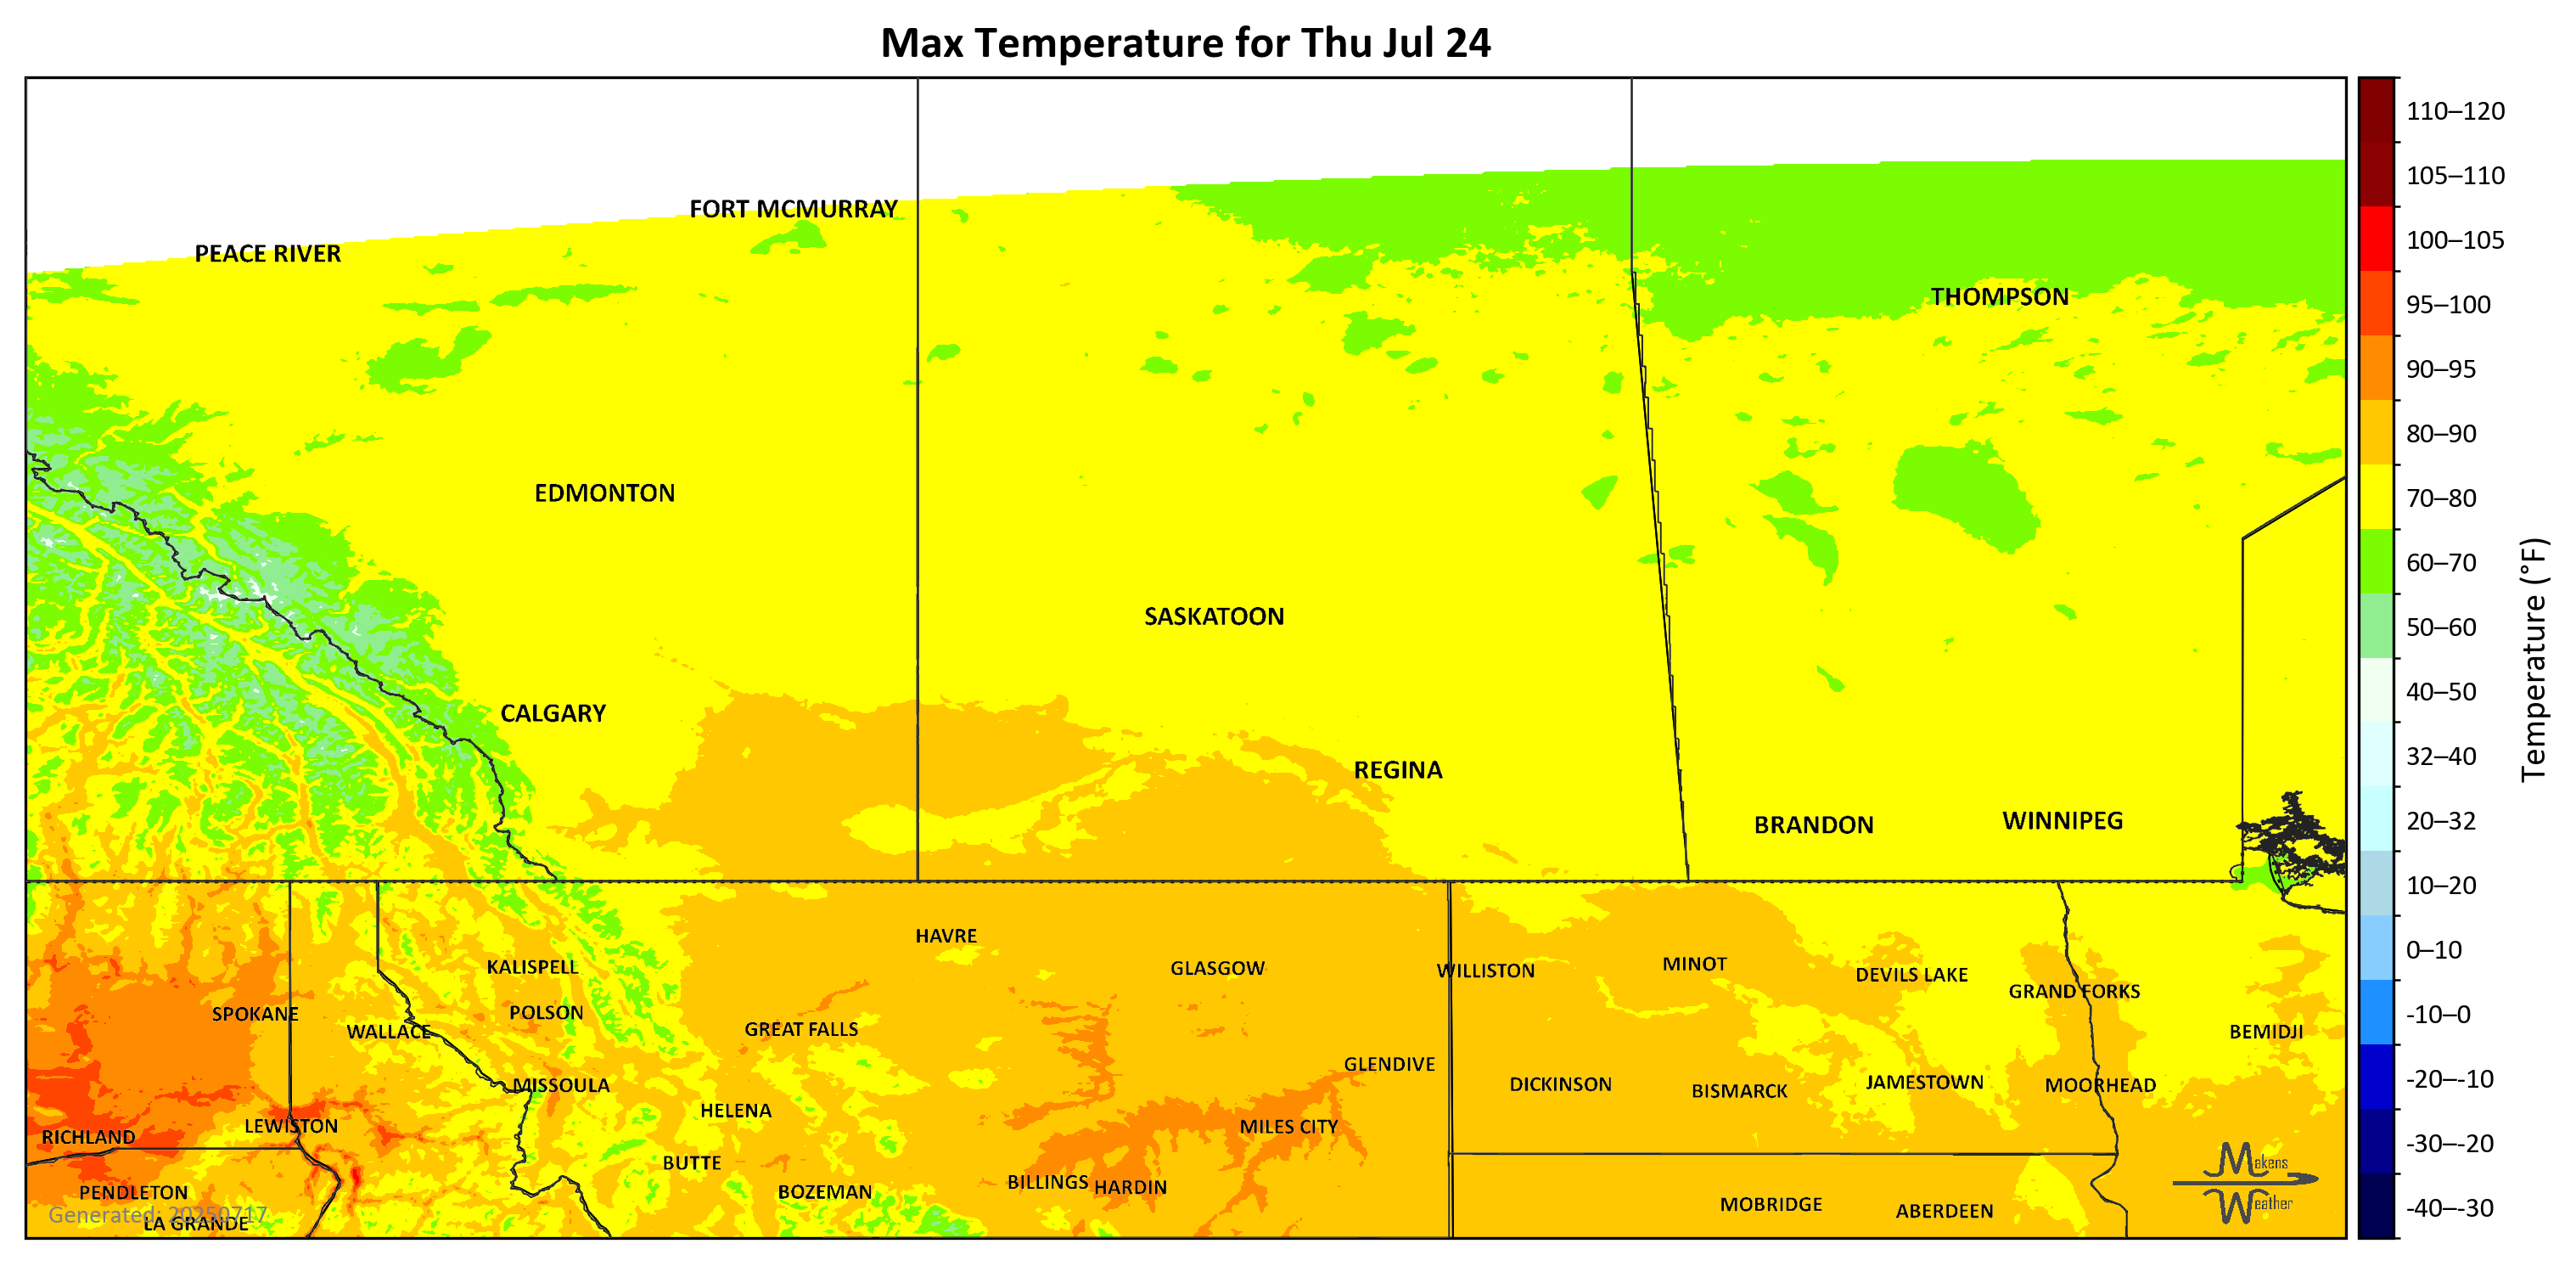 Max Temperature for Thu Jul 24
FORT MCMURRAY
PEACE RIVER
THOMPSON
EDMONTON
SASKATOON
CALGARY
REGINA
BRANDON
WINNIPEG
HAVRE
KALISPELL
GLASGOW
WILLISTON
MINOT
DEVILS LAKE
GRAND FORKS
SPOKANE
POLSON
WALLACE
GREAT FALLS
BEMIDJI
GLENDIVE
MISSOULA
DICKINSON
BISMARCK
JAMESTOWN
MOORHEAD
HELENA
LEWISTON
MILES CITY
RICHLAND
BUTTE
BILLINGS
HARDIN
PENDLETON
BOZEMAN
MOBRIDGE
ABERDEEN
LA GRANDE
Generated: 20250717
Makens
Weather
110–120
105–110
100–105
95–100
90–95
80–90
70–80
60–70
50–60
40–50
32–40
20–32
10–20
0–10
-10–0
-20–-10
-30–-20
-40–-30
Temperature (°F)